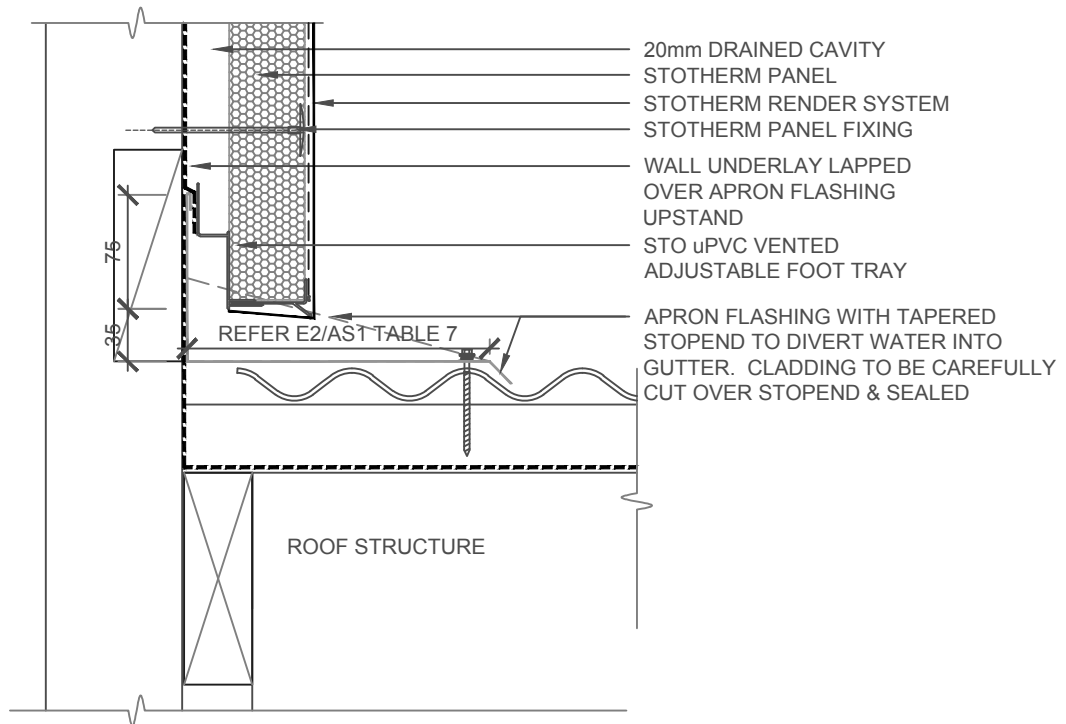 20mm DRAINED CAVITY
STOTHERM PANEL
STOTHERM RENDER SYSTEM
STOTHERM PANEL FIXING
WALL UNDERLAY LAPPED
OVER APRON FLASHING
UPSTAND
STO uPVC VENTED
ADJUSTABLE FOOT TRAY
APRON FLASHING WITH TAPERED
STOPEND TO DIVERT WATER INTO
GUTTER. CLADDING TO BE CAREFULLY
CUT OVER STOPEND & SEALED
75
35
REFER E2/AS1 TABLE 7
ROOF STRUCTURE